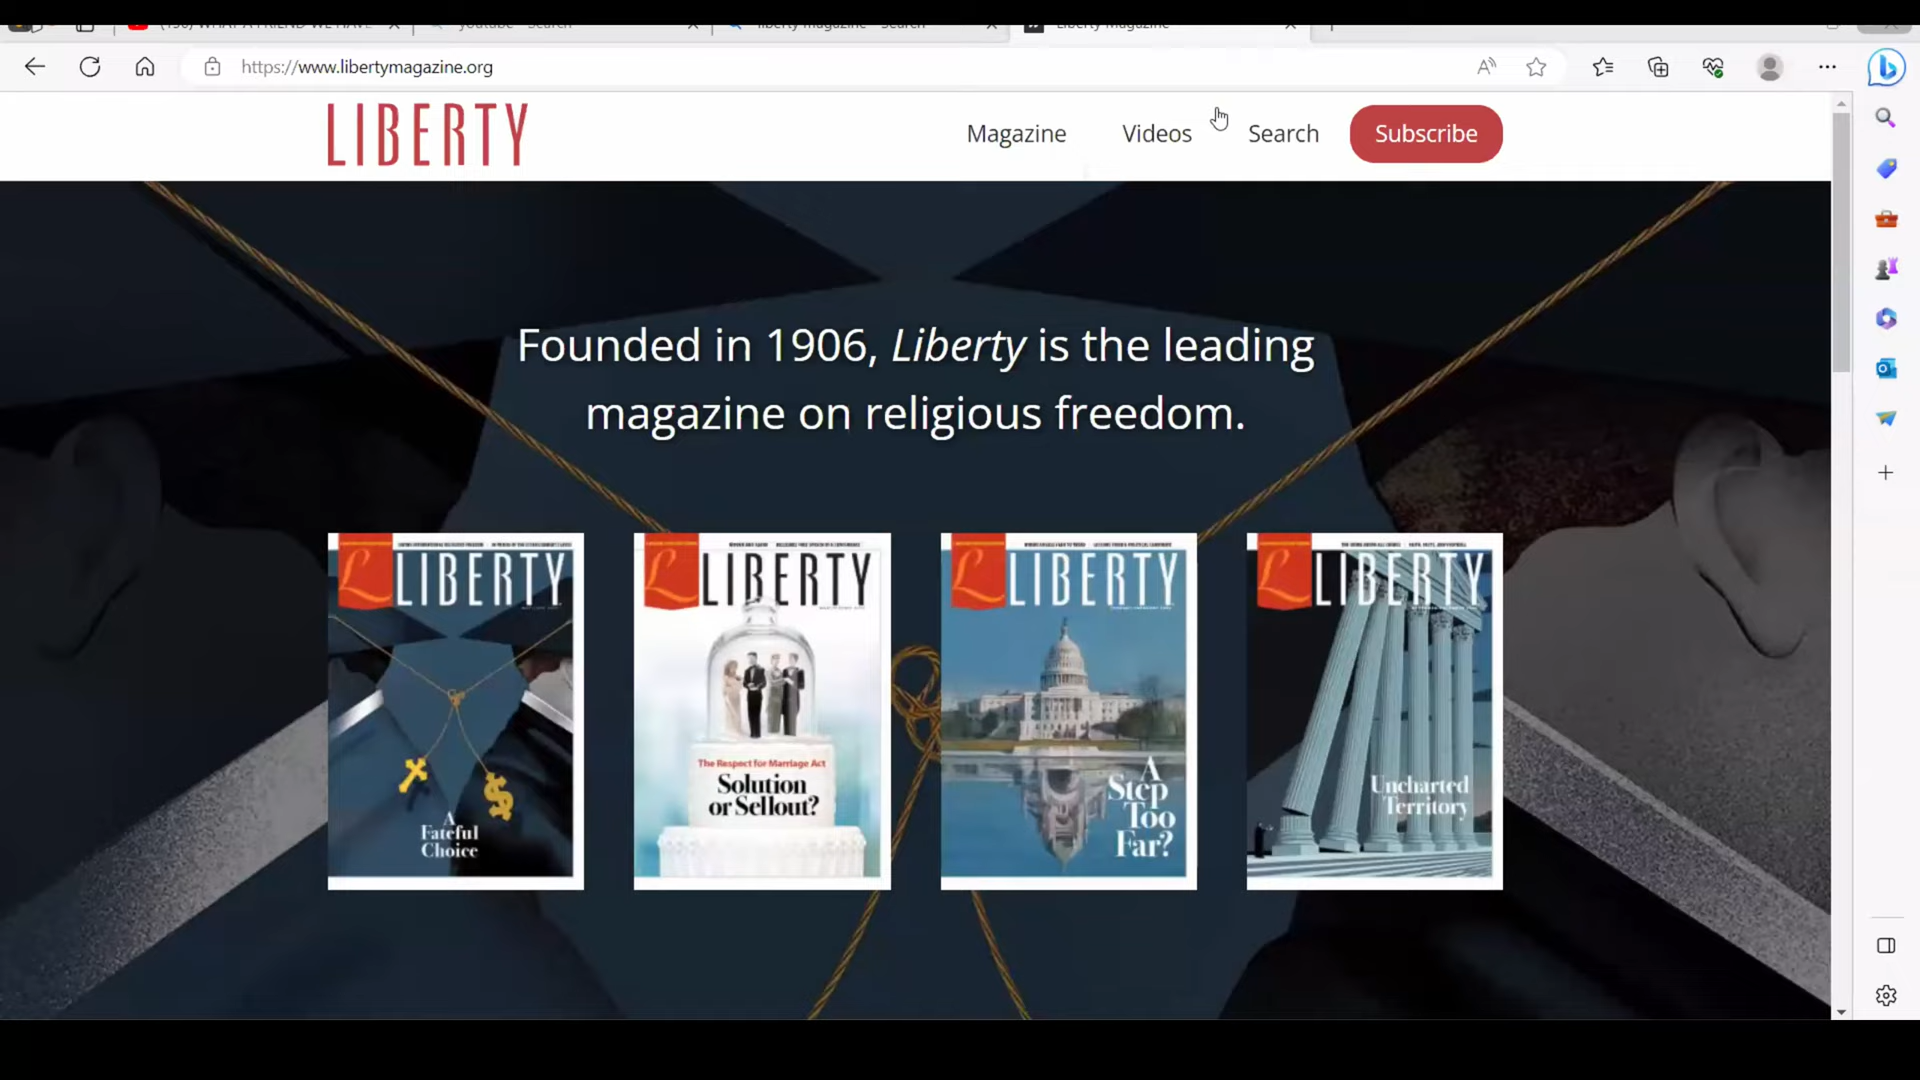 https://www.libertymagazine.org
LIBERTY
Magazine
Videos
Search
Subscribe
Founded in 1906, Liberty is the leading
magazine on religious freedom.
LIBERTY
A
Fateful
Choice
LIBERTY
The Respect for Marriage Act
Solution
or Sellout?
LIBERTY
A
Step
Too
Far?
LIBERTY
Uncharted
Territory